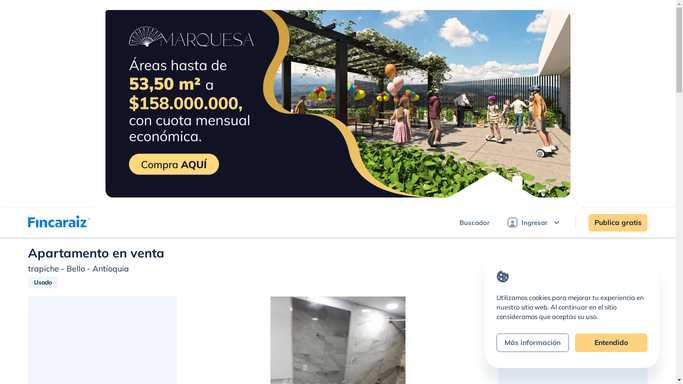 MARQUESA
Áreas hasta de
53,50 m² a
$158.000.000,
con cuota mensual
económica.
Compra AQUÍ
Fincaraiz
Buscador
Ingresar
Publica gratis
Apartamento en venta
trapiche - Bello - Antioquia
Usado
Utilizamos cookies para mejorar tu experiencia en
nuestro sitio web. Al continuar en el sitio
consideramos que aceptas su uso.
Más información
Entendido